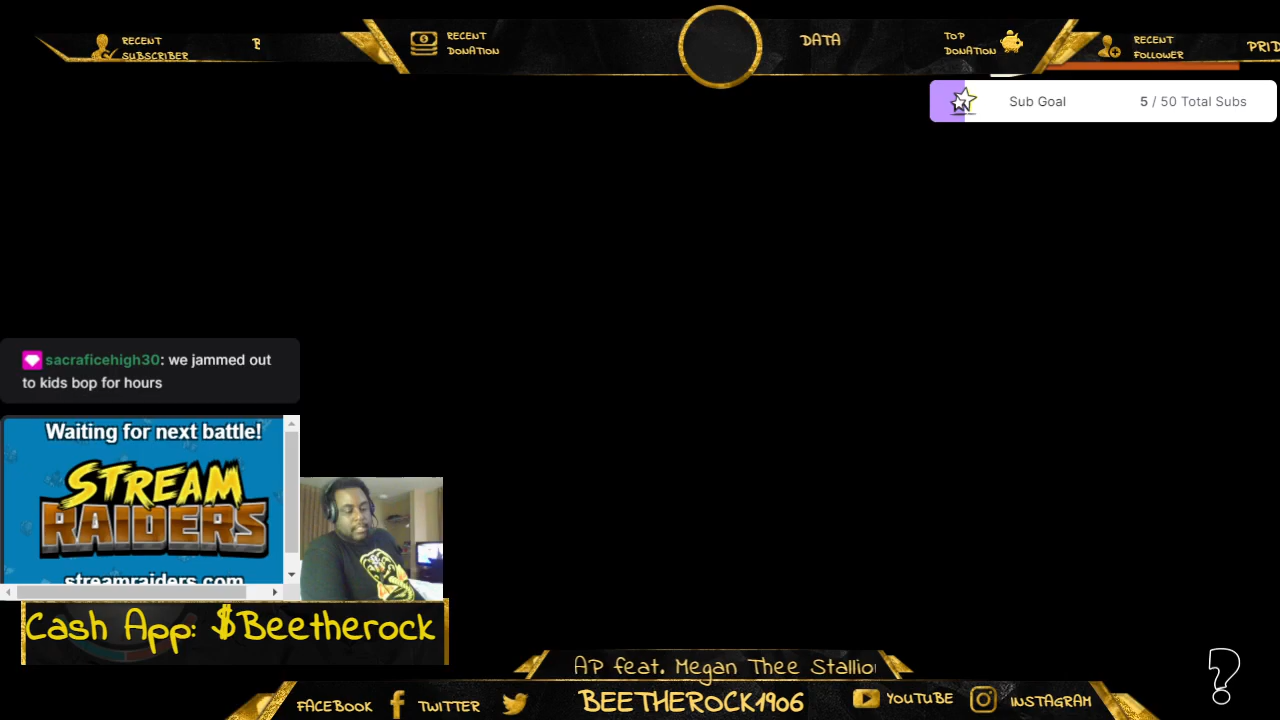 RECENT
SUBSCRIBER
RECENT
DONATION
DATA
TOP
DONATION
RECENT
FOLLOWER
PRID
Sub Goal 5 / 50 Total Subs
sacraficehigh30: we jammed out
to kids bop for hours
Waiting for next battle!
STREAM
RAIDERS
streamraiders.com
Cash App: $Beetherock
AP feat. Megan Thee Stallio
FACEBOOK TWITTER BEETHEROCK1906 YOUTUBE INSTAGRAM
?